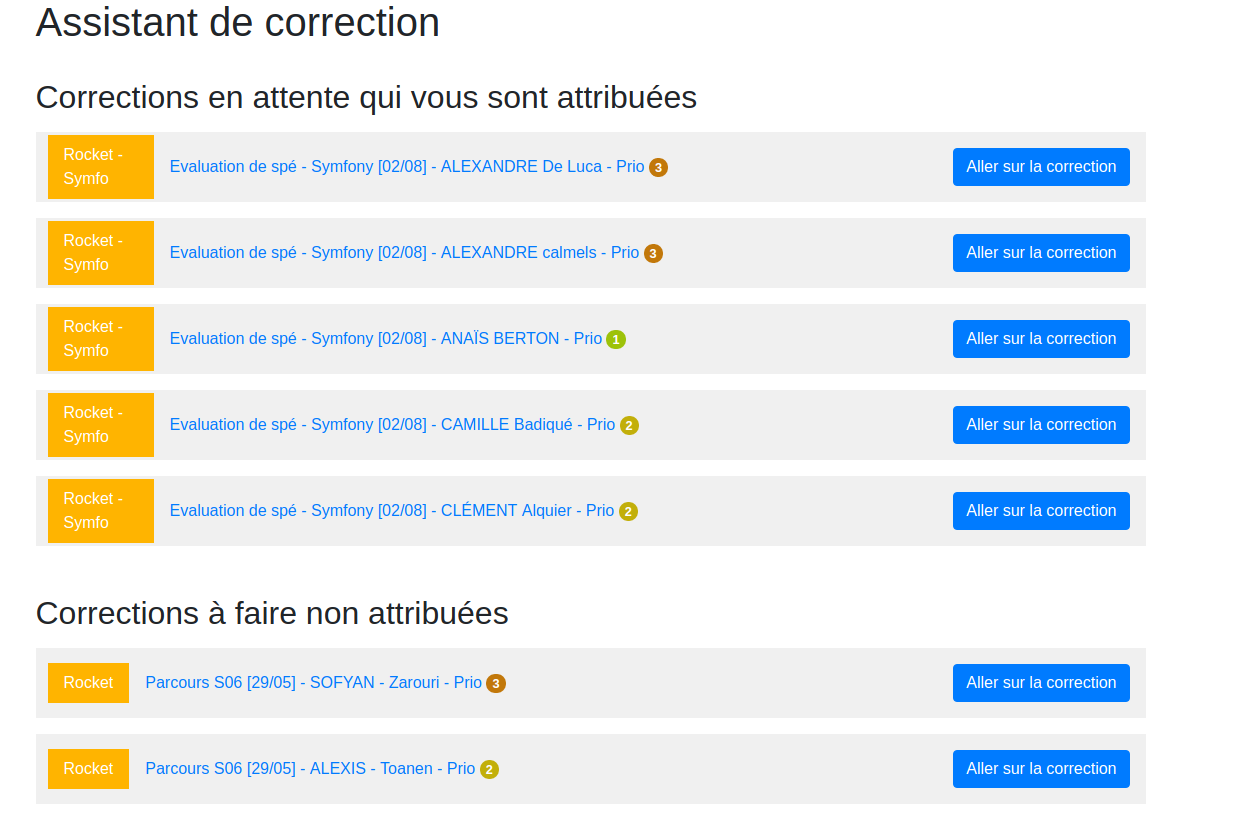 Assistant de correction
Corrections en attente qui vous sont attribuées
Rocket -
Symfo
Evaluation de spé - Symfony [02/08] - ALEXANDRE De Luca - Prio 3
Aller sur la correction
Rocket -
Symfo
Evaluation de spé - Symfony [02/08] - ALEXANDRE calmels - Prio 3
Aller sur la correction
Rocket -
Symfo
Evaluation de spé - Symfony [02/08] - ANAÏS BERTON - Prio 1
Aller sur la correction
Rocket -
Symfo
Evaluation de spé - Symfony [02/08] - CAMILLE Badiqué - Prio 2
Aller sur la correction
Rocket -
Symfo
Evaluation de spé - Symfony [02/08] - CLÉMENT Alquier - Prio 2
Aller sur la correction
Corrections à faire non attribuées
Rocket
Parcours S06 [29/05] - SOFYAN - Zarouri - Prio 3
Aller sur la correction
Rocket
Parcours S06 [29/05] - ALEXIS - Toanen - Prio 2
Aller sur la correction